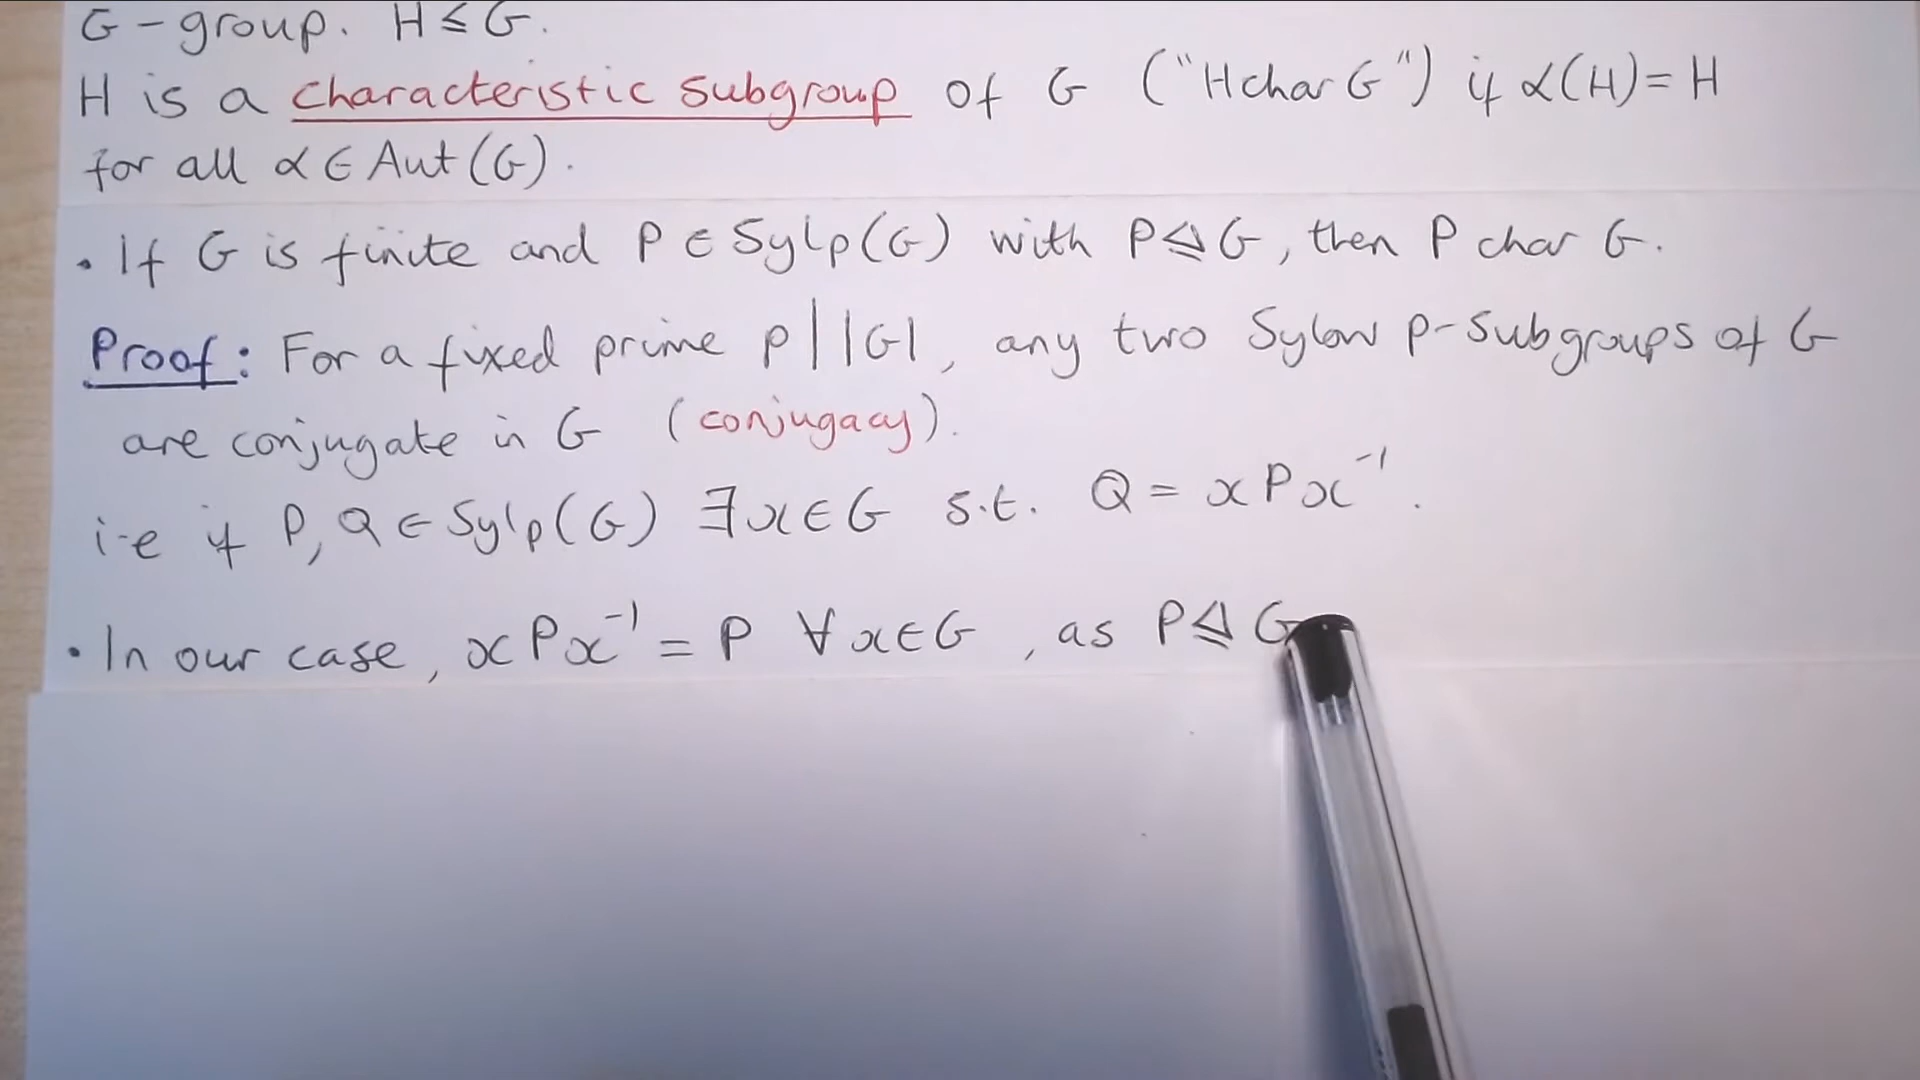 G - group. H ≤ G.
H is a characteristic subgroup of G ("H char G") if α(H) = H
for all α ∈ Aut(G).
• If G is finite and P ∈ Sylp(G) with P ⊴ G, then P char G.
Proof: For a fixed prime p | |G|, any two Sylow p-subgroups of G
are conjugate in G (conjugacy).
i.e if P, Q ∈ Sylp(G) ∃ x ∈ G s.t. Q = x P x⁻¹.
• In our case, x P x⁻¹ = P ∀ x ∈ G, as P ⊴ G